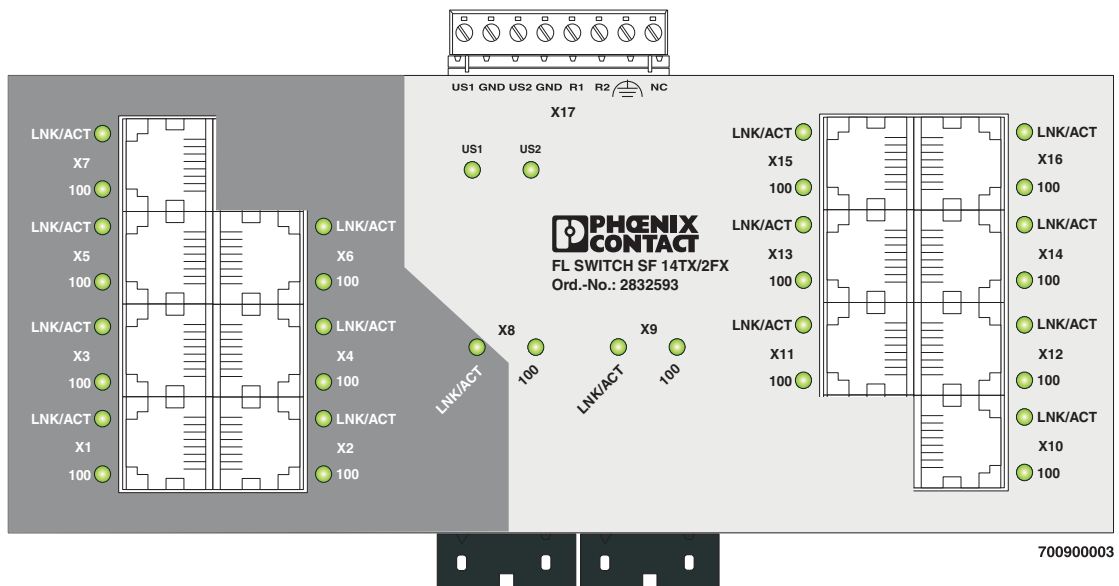 US1 GND US2 GND R1 R2 NC
X17
US1 US2
LNK/ACT
X7
100
LNK/ACT
X5
100
LNK/ACT
X3
100
LNK/ACT
X1
100
LNK/ACT
X6
100
LNK/ACT
X4
100
LNK/ACT
X2
100
PHŒNIX
CONTACT
FL SWITCH SF 14TX/2FX
Ord.-No.: 2832593
X8
LNK/ACT
100
X9
LNK/ACT
100
LNK/ACT
X15
100
LNK/ACT
X13
100
LNK/ACT
X11
100
LNK/ACT
X16
100
LNK/ACT
X14
100
LNK/ACT
X12
100
LNK/ACT
X10
100
700900003